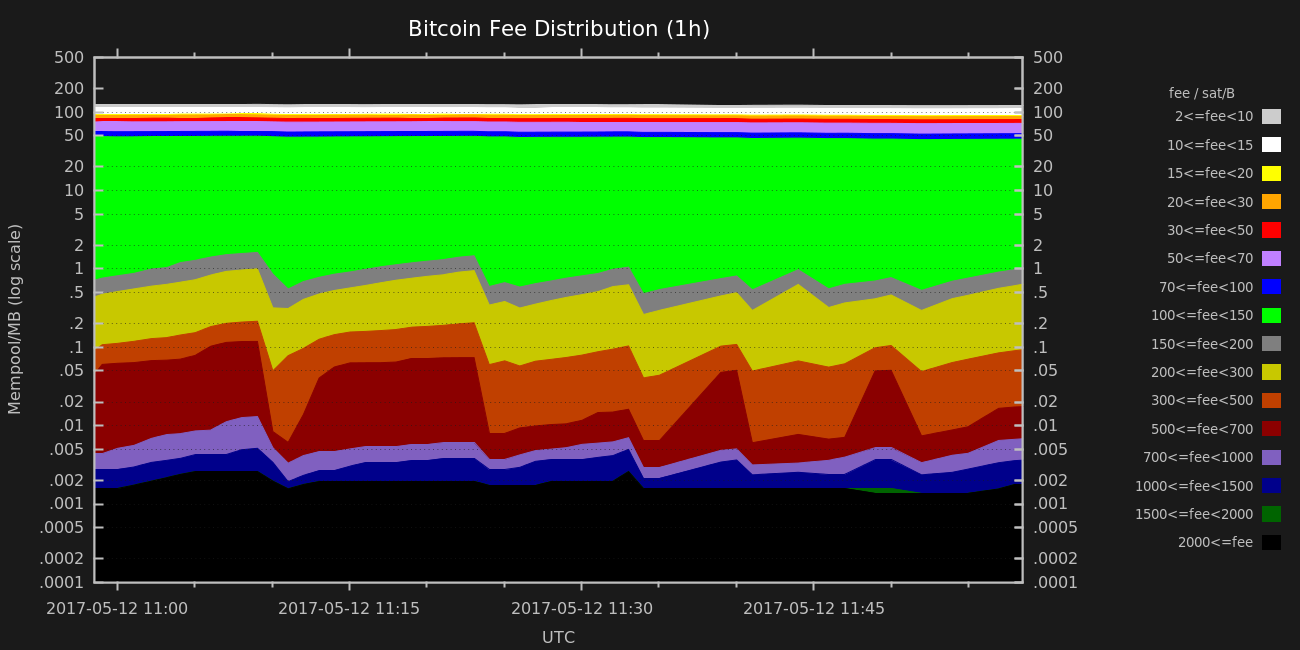 Bitcoin Fee Distribution (1h)
Mempool/MB (log scale)
500
200
100
50
20
10
5
2
1
.5
.2
.1
.05
.02
.01
.005
.002
.001
.0005
.0002
.0001
500
200
100
50
20
10
5
2
1
.5
.2
.1
.05
.02
.01
.005
.002
.001
.0005
.0002
.0001
2017-05-12 11:00
2017-05-12 11:15
2017-05-12 11:30
2017-05-12 11:45
UTC
fee / sat/B
2<=fee<10
10<=fee<15
15<=fee<20
20<=fee<30
30<=fee<50
50<=fee<70
70<=fee<100
100<=fee<150
150<=fee<200
200<=fee<300
300<=fee<500
500<=fee<700
700<=fee<1000
1000<=fee<1500
1500<=fee<2000
2000<=fee